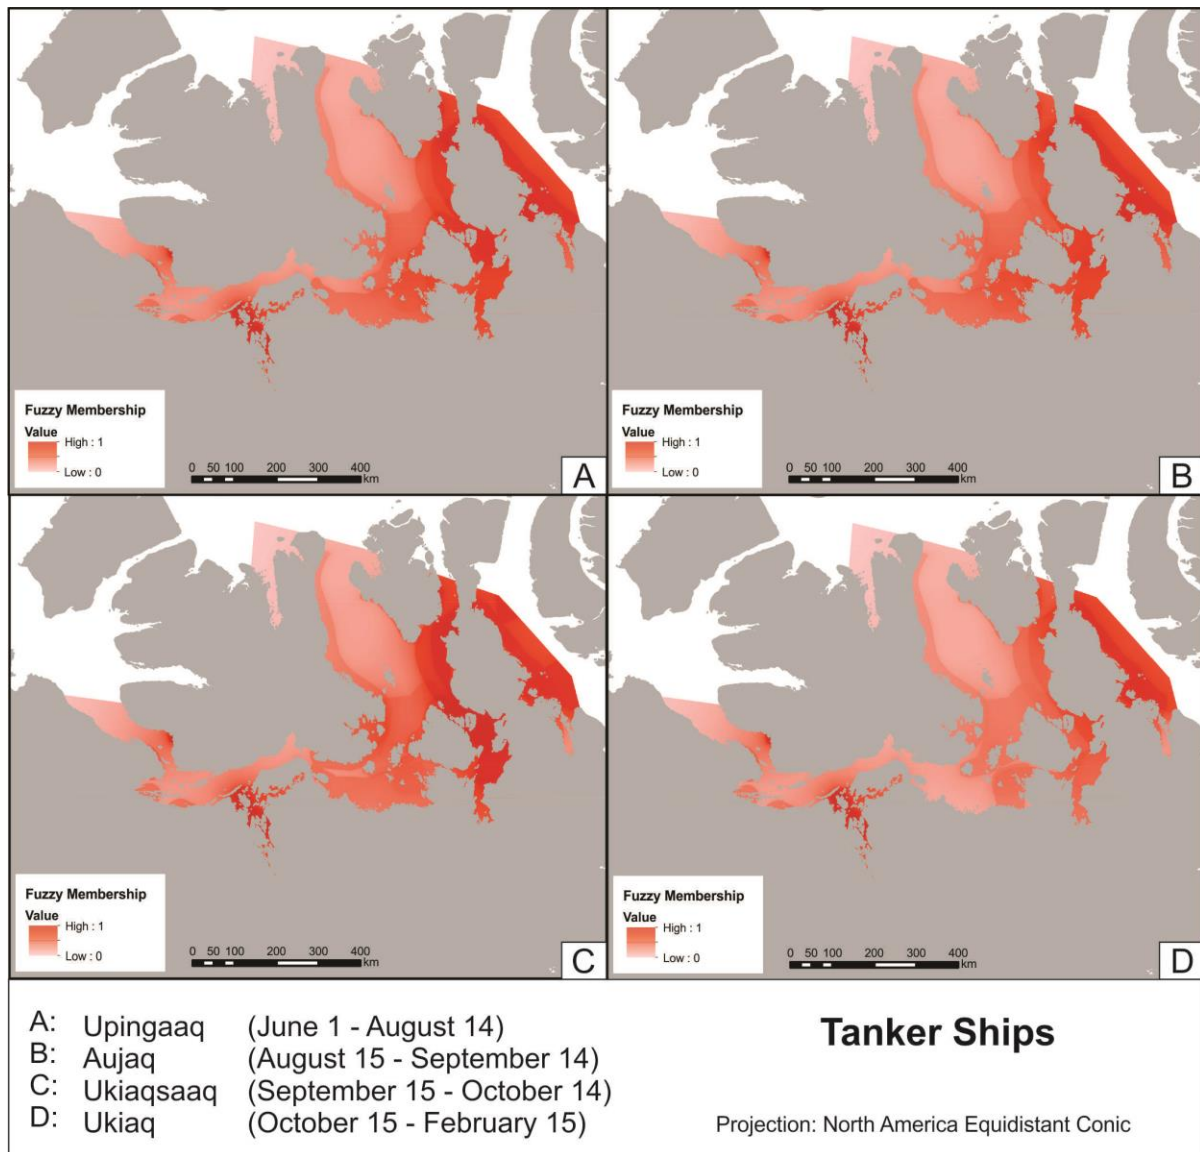 Fuzzy Membership
Value
High : 1
Low : 0
0 50 100 200 300 400
km
A
Fuzzy Membership
Value
High : 1
Low : 0
0 50 100 200 300 400
km
B
Fuzzy Membership
Value
High : 1
Low : 0
0 50 100 200 300 400
km
C
Fuzzy Membership
Value
High : 1
Low : 0
0 50 100 200 300 400
km
D
A: Upingaaq (June 1 - August 14)
B: Aujaq (August 15 - September 14)
C: Ukiaqsaaq (September 15 - October 14)
D: Ukiaq (October 15 - February 15)
Tanker Ships
Projection: North America Equidistant Conic